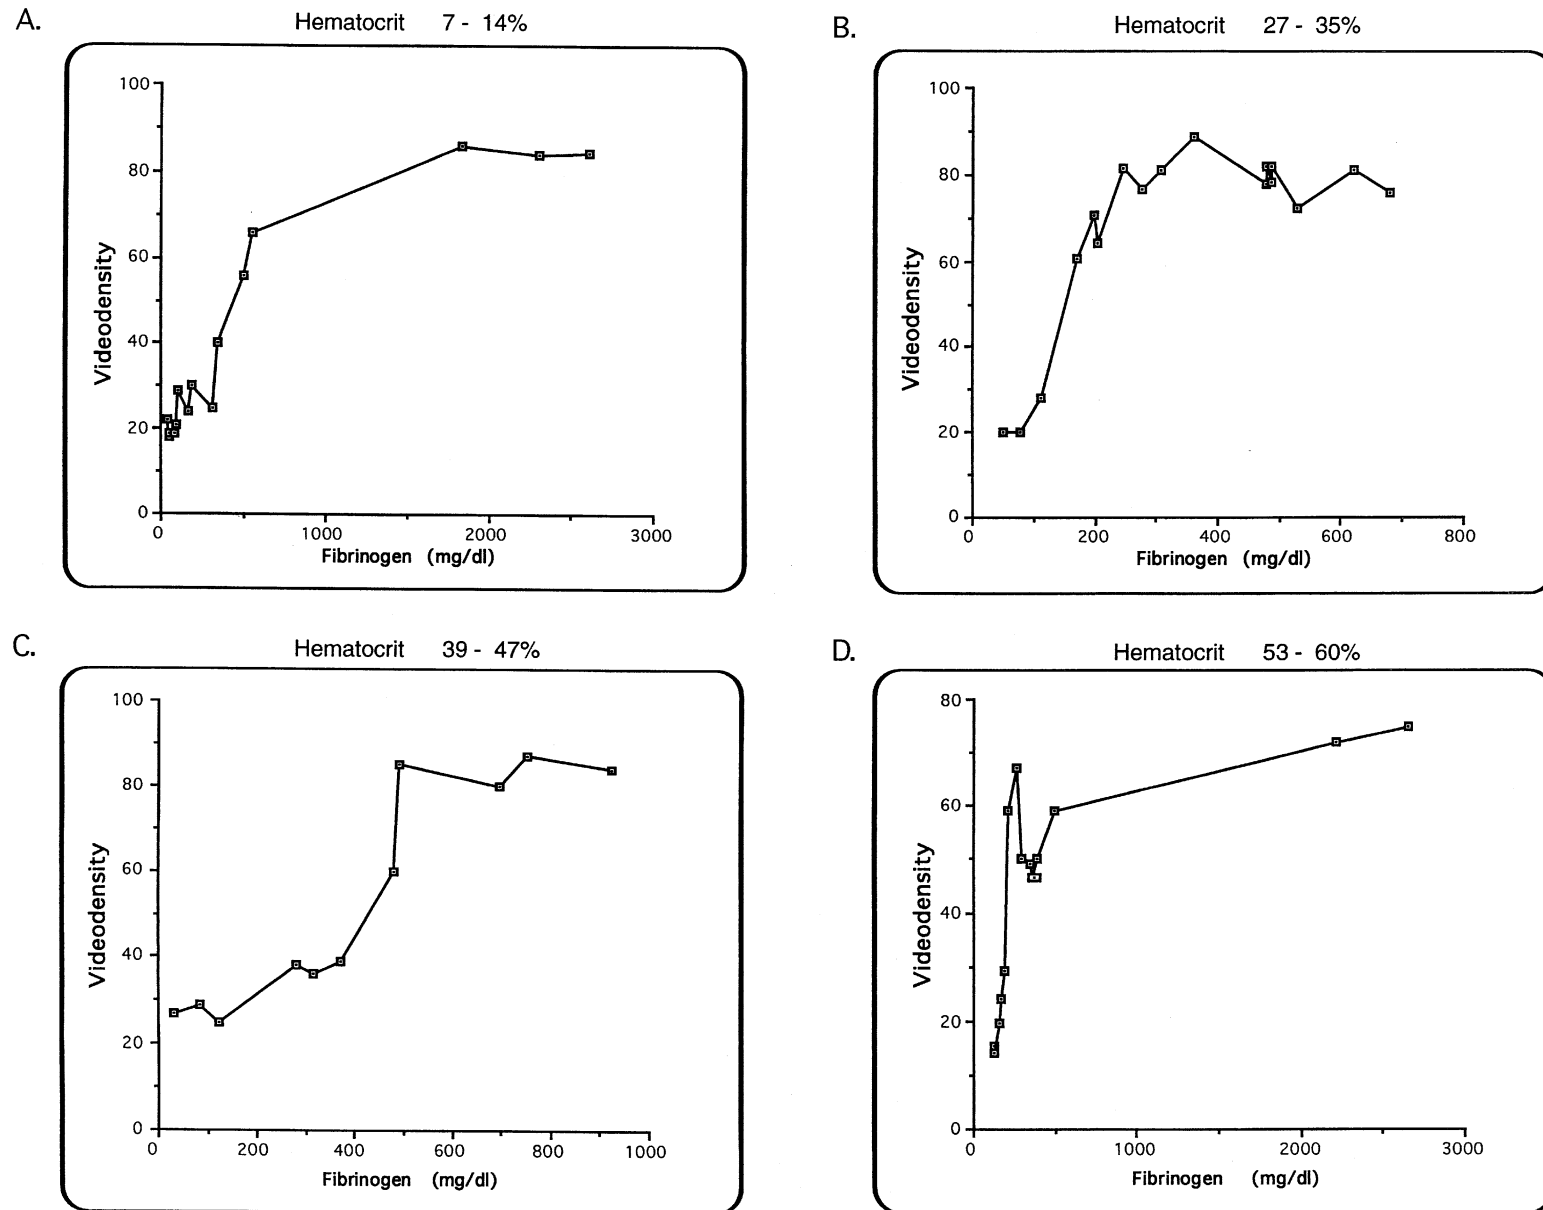 A.
Hematocrit 7 - 14%
100
80
60
40
20
0
Videodensity
0 1000 2000 3000
Fibrinogen (mg/dl)
B.
Hematocrit 27 - 35%
100
80
60
40
20
0
Videodensity
0 200 400 600 800
Fibrinogen (mg/dl)
C.
Hematocrit 39 - 47%
100
80
60
40
20
0
Videodensity
0 200 400 600 800 1000
Fibrinogen (mg/dl)
D.
Hematocrit 53 - 60%
80
60
40
20
0
Videodensity
0 1000 2000 3000
Fibrinogen (mg/dl)